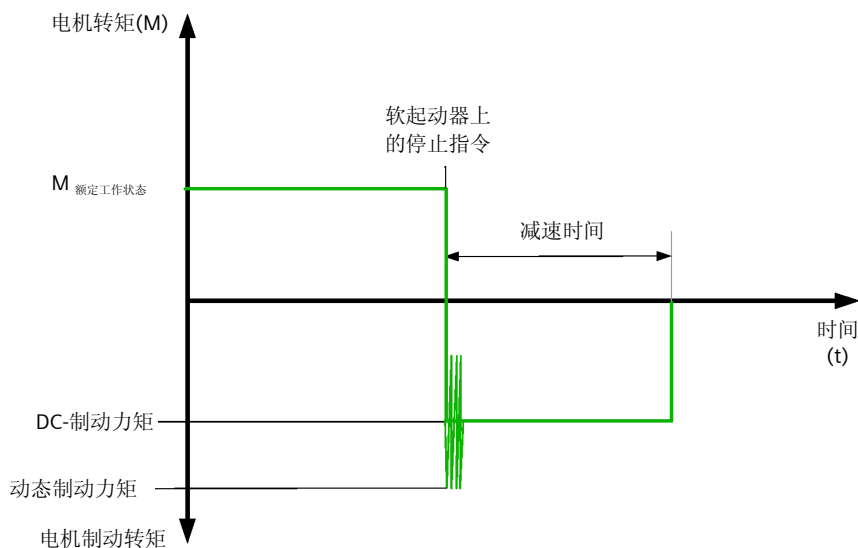 电机转矩(M)
软起动器上
的停止指令
M 额定工作状态
减速时间
时间
(t)
DC-制动力矩
动态制动力矩
电机制动转矩